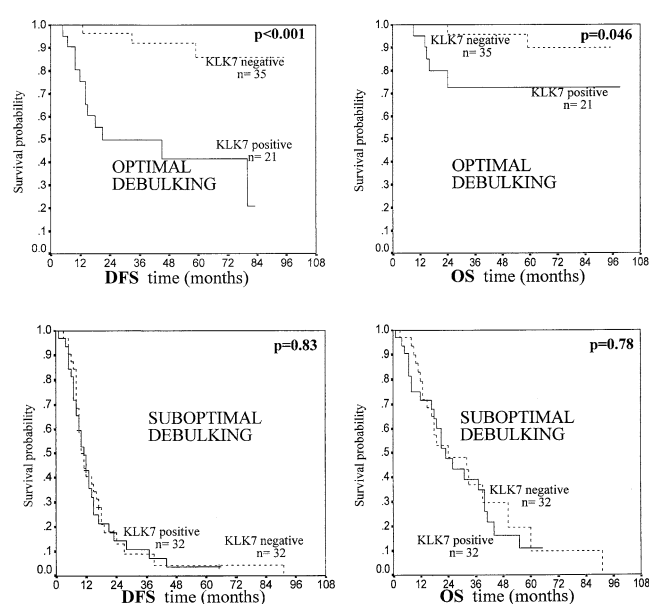 1.0
.9
.8
.7
.6
.5
.4
.3
.2
0.0
Survival probability
p<0.001
KLK7 negative
n= 35
KLK7 positive
n= 21
OPTIMAL
DEBULKING
0 12 24 36 48 60 72 84 96 108
DFS time (months)
1.0
.9
.8
.7
.6
.5
.4
.3
.2
.1
0.0
Survival probability
p=0.046
KLK7 negative
n= 35
KLK7 positive
n= 21
OPTIMAL
DEBULKING
0 12 24 36 48 60 72 84 96 108
OS time (months)
1.0
.9
.8
.7
.6
.5
.4
.3
.2
.1
0.0
Survival probability
p=0.83
SUBOPTIMAL
DEBULKING
KLK7 positive
n= 32
KLK7 negative
n= 32
0 12 24 36 48 60 72 84 96 108
DFS time (months)
1.0
.9
.8
.7
.6
.5
.4
.3
.2
.1
0.0
Survival probability
p=0.78
SUBOPTIMAL
DEBULKING
KLK7 negative
n= 32
KLK7 positive
n= 32
0 12 24 36 48 60 72 84 96 108
OS time (months)